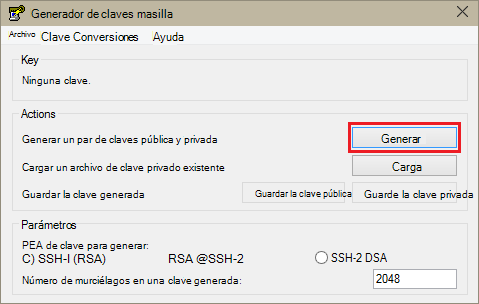 Generador de claves masilla
Archivo Clave Conversiones Ayuda
Key
Ninguna clave.
Actions
Generar un par de claves pública y privada Generar
Cargar un archivo de clave privado existente Carga
Guardar la clave generada Guardar la clave pública Guarde la clave privada
Parámetros
PEA de clave para generar:
C) SSH-I (RSA) RSA @SSH-2 SSH-2 DSA
Número de murciélagos en una clave generada: 2048